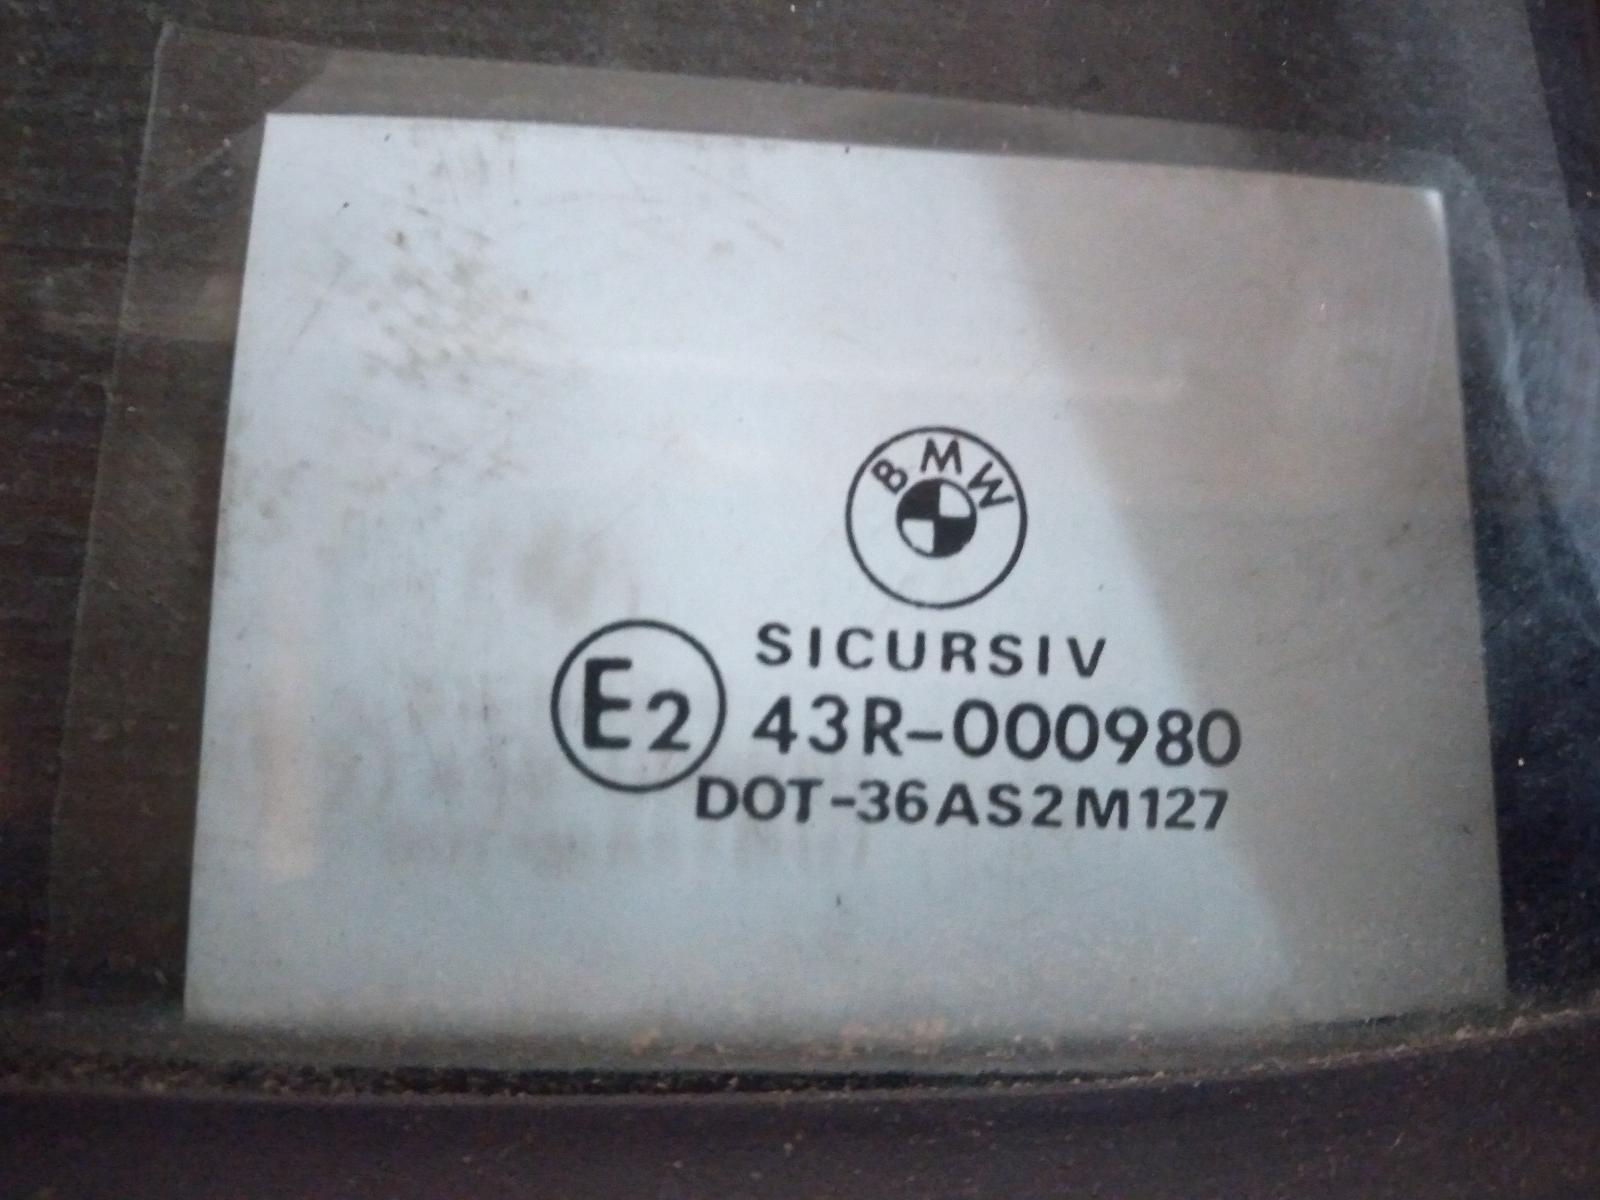 BMW
SICURSIV
E2 43R-000980
DOT-36AS2M127